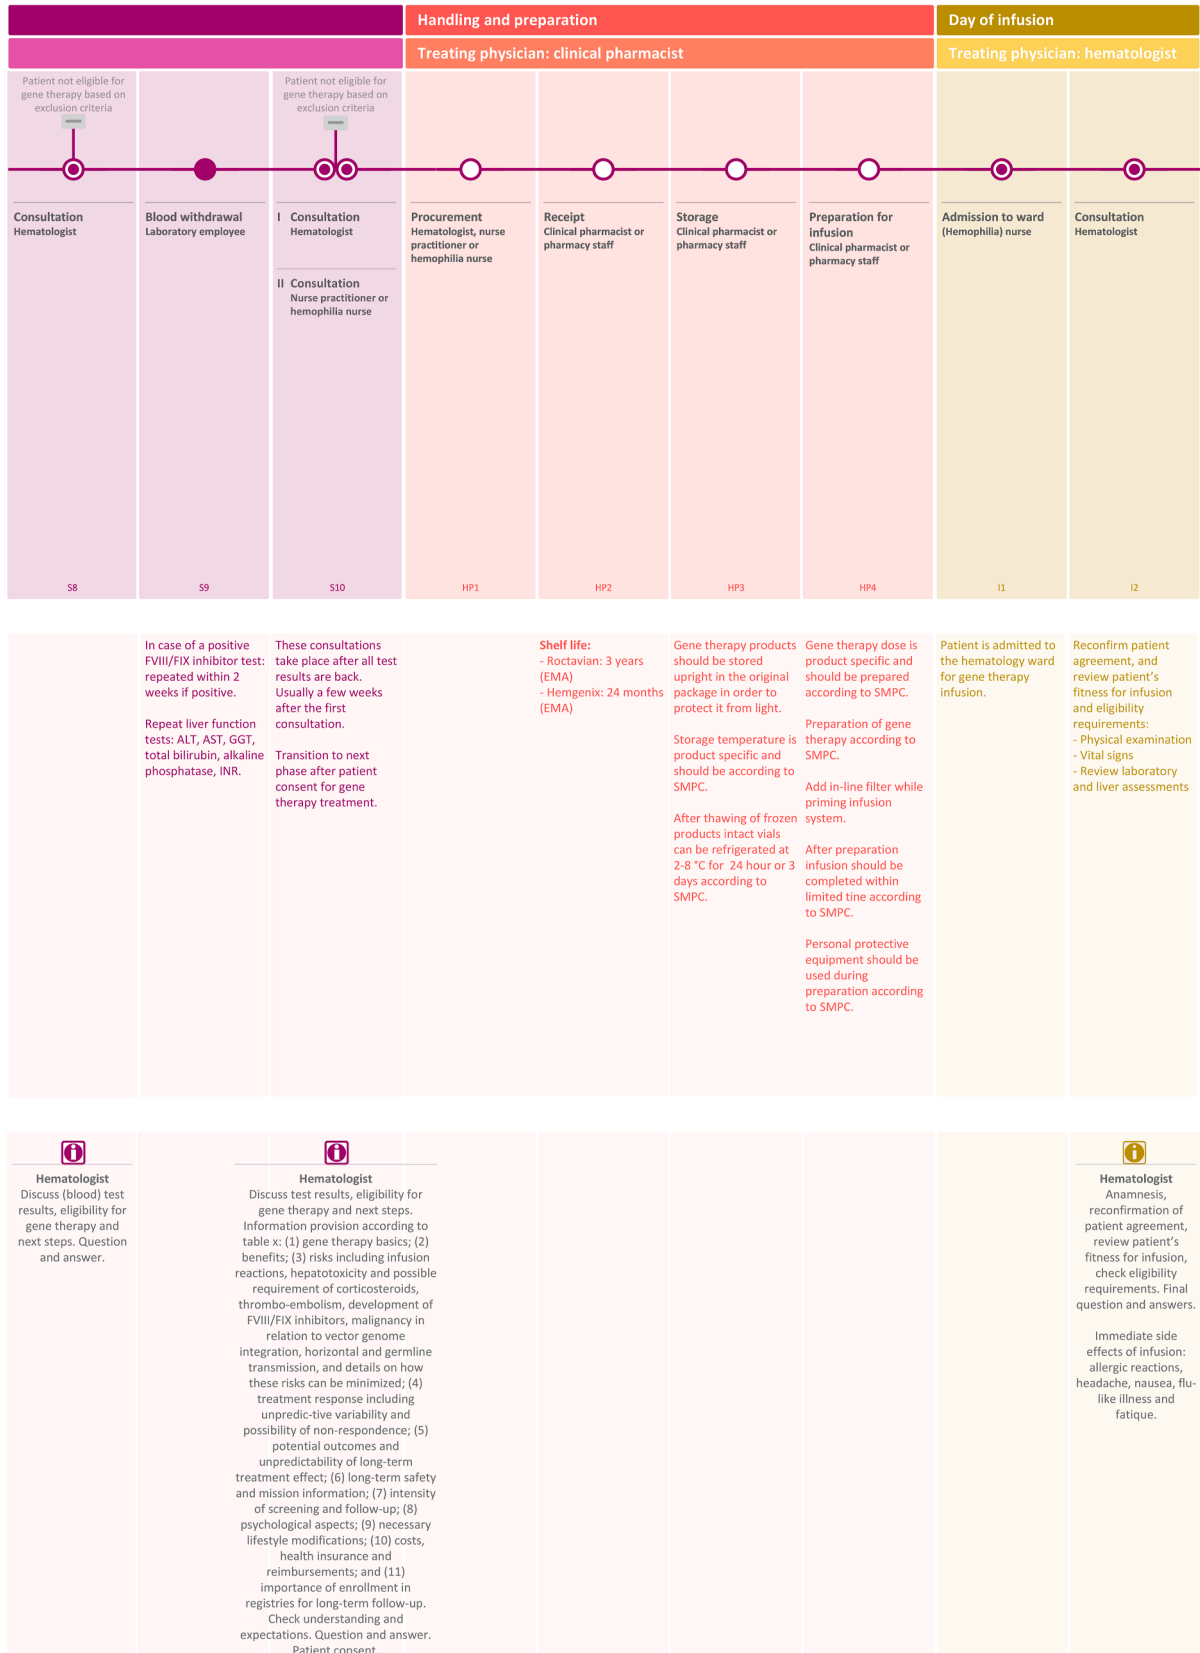 Handling and preparation
Day of infusion
Treating physician: clinical pharmacist
Treating physician: hematologist
Patient not eligible for
gene therapy based on
exclusion criteria
Patient not eligible for
gene therapy based on
exclusion criteria
Consultation
Hematologist
Blood withdrawal
Laboratory employee
I Consultation
Hematologist
II Consultation
Nurse practitioner or
hemophilia nurse
Procurement
Hematologist, nurse
practitioner or
hemophilia nurse
Receipt
Clinical pharmacist or
pharmacy staff
Storage
Clinical pharmacist or
pharmacy staff
Preparation for
infusion
Clinical pharmacist or
pharmacy staff
Admission to ward
(Hemophilia) nurse
Consultation
Hematologist
S8
S9
S10
HP1
HP2
HP3
HP4
I1
I2
In case of a positive
FVIII/FIX inhibitor test:
repeated within 2
weeks if positive.
Repeat liver function
tests: ALT, AST, GGT,
total bilirubin, alkaline
phosphatase, INR.
These consultations
take place after all test
results are back.
Usually a few weeks
after the first
consultation.
Transition to next
phase after patient
consent for gene
therapy treatment.
Shelf life:
- Roctavian: 3 years
(EMA)
- Hemgenix: 24 months
(EMA)
Gene therapy products
should be stored
upright in the original
package in order to
protect it from light.
Storage temperature is
product specific and
should be according to
SMPC.
After thawing of frozen
products intact vials
can be refrigerated at
2-8 °C for 24 hour or 3
days according to
SMPC.
Gene therapy dose is
product specific and
should be prepared
according to SMPC.
Preparation of gene
therapy according to
SMPC.
Add in-line filter while
priming infusion
system.
After preparation
infusion should be
completed within
limited tine according
to SMPC.
Personal protective
equipment should be
used during
preparation according
to SMPC.
Patient is admitted to
the hematology ward
for gene therapy
infusion.
Reconfirm patient
agreement, and
review patient's
fitness for infusion
and eligibility
requirements:
- Physical examination
- Vital signs
- Review laboratory
and liver assessments
Hematologist
Discuss (blood) test
results, eligibility for
gene therapy and
next steps. Question
and answer.
Hematologist
Discuss test results, eligibility for
gene therapy and next steps.
Information provision according to
table x: (1) gene therapy basics; (2)
benefits; (3) risks including infusion
reactions, hepatotoxicity and possible
requirement of corticosteroids,
thrombo-embolism, development of
FVIII/FIX inhibitors, malignancy in
relation to vector genome
integration, horizontal and germline
transmission, and details on how
these risks can be minimized; (4)
treatment response including
unpredic-tive variability and
possibility of non-respondence; (5)
potential outcomes and
unpredictability of long-term
treatment effect; (6) long-term safety
and mission information; (7) intensity
of screening and follow-up; (8)
psychological aspects; (9) necessary
lifestyle modifications; (10) costs,
health insurance and
reimbursements; and (11)
importance of enrollment in
registries for long-term follow-up.
Check understanding and
expectations. Question and answer.
Patient consent
Hematologist
Anamnesis,
reconfirmation of
patient agreement,
review patient's
fitness for infusion,
check eligibility
requirements. Final
question and answers.
Immediate side
effects of infusion:
allergic reactions,
headache, nausea, flu-
like illness and
fatique.